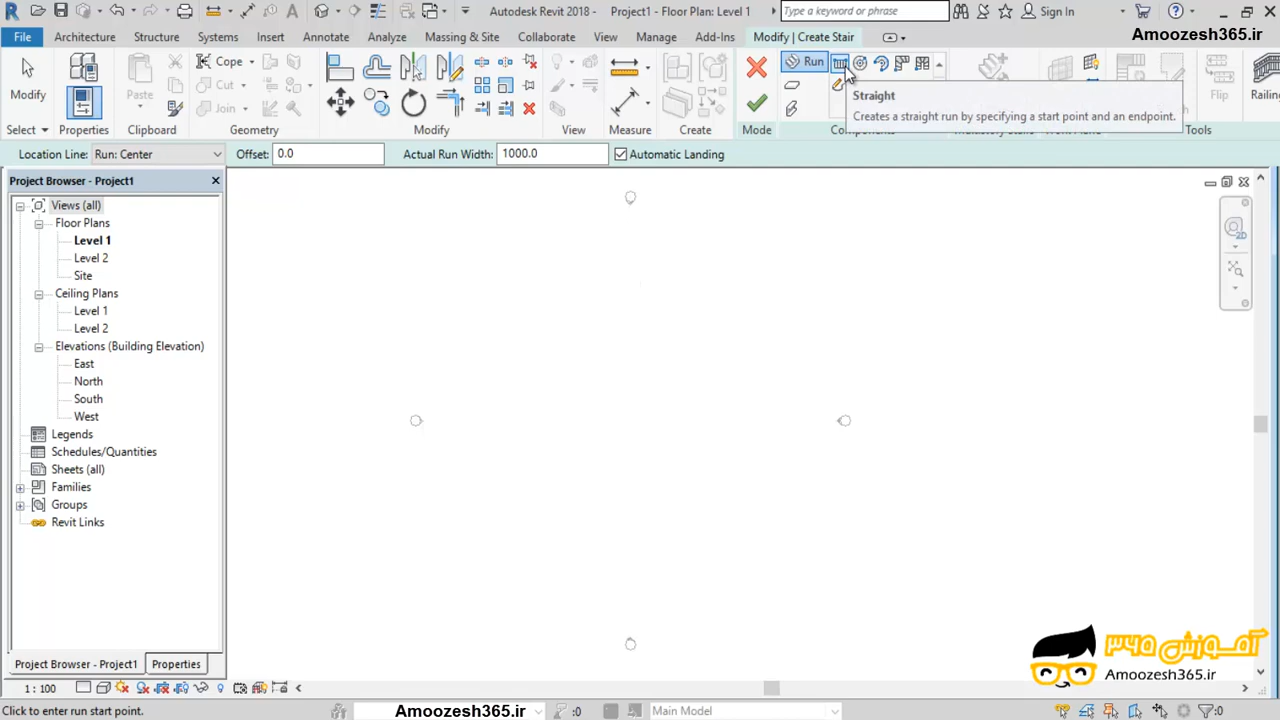 Autodesk Revit 2018 - Project1 - Floor Plan: Level 1
Type a keyword or phrase
Sign In
File Architecture Structure Systems Insert Annotate Analyze Massing & Site Collaborate View Manage Add-Ins Modify | Create Stair
Amoozesh365.ir
Modify
Paste
Cope
Cut
Join
Run
Flip
Railing
Straight
Creates a straight run by specifying a start point and an endpoint.
Select Properties Clipboard Geometry Modify View Measure Create Mode Tools
Location Line: Run: Center Offset: 0.0 Actual Run Width: 1000.0 Automatic Landing
Project Browser - Project1
Views (all)
Floor Plans
Level 1
Level 2
Site
Ceiling Plans
Level 1
Level 2
Elevations (Building Elevation)
East
North
South
West
Legends
Schedules/Quantities
Sheets (all)
Families
Groups
Revit Links
2D
Project Browser - Project1 Properties
آمـوزش ۳۶۵
Amoozesh365.ir
1 : 100
Click to enter run start point.
Amoozesh365.ir
:0
Main Model
:0